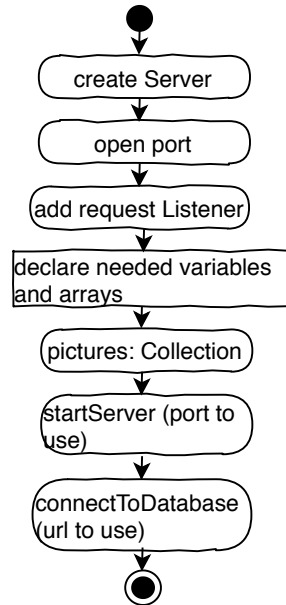 create Server
open port
add request Listener
declare needed variables
and arrays
pictures: Collection
startServer (port to
use)
connectToDatabase
(url to use)